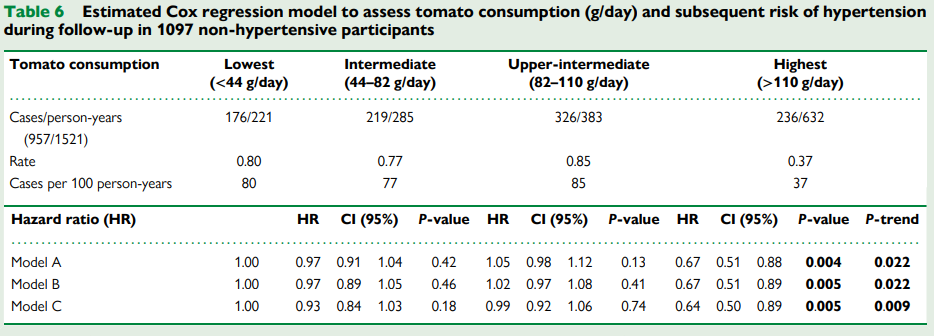 Table 6 Estimated Cox regression model to assess tomato consumption (g/day) and subsequent risk of hypertension
during follow-up in 1097 non-hypertensive participants
Tomato consumption Lowest Intermediate Upper-intermediate Highest
(<44 g/day) (44–82 g/day) (82–110 g/day) (>110 g/day)
Cases/person-years 176/221 219/285 326/383 236/632
(957/1521)
Rate 0.80 0.77 0.85 0.37
Cases per 100 person-years 80 77 85 37
Hazard ratio (HR) HR CI (95%) P-value HR CI (95%) P-value HR CI (95%) P-value P-trend
Model A 1.00 0.97 0.91 1.04 0.42 1.05 0.98 1.12 0.13 0.67 0.51 0.88 0.004 0.022
Model B 1.00 0.97 0.89 1.05 0.46 1.02 0.97 1.08 0.41 0.67 0.51 0.89 0.005 0.022
Model C 1.00 0.93 0.84 1.03 0.18 0.99 0.92 1.06 0.74 0.64 0.50 0.89 0.005 0.009